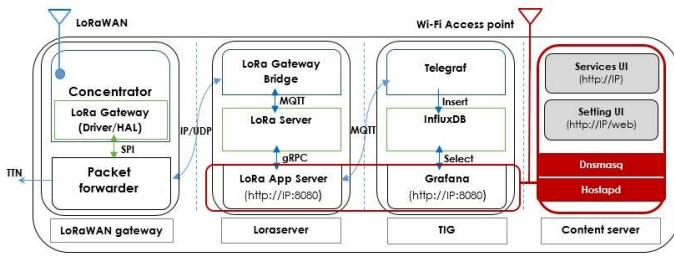 LoRaWAN
Wi-Fi Access point
Concentrator
LoRa Gateway
(Driver/HAL)
SPI
Packet
forwarder
TTN
LoRaWAN gateway
IP/UDP
LoRa Gateway
Bridge
MQTT
LoRa Server
gRPC
LoRa App Server
(http://IP:8080)
Loraserver
MQTT
Telegraf
Insert
InfluxDB
Select
Grafana
(http://IP:8080)
TIG
Services UI
(http://IP)
Setting UI
(http://IP/web)
Dnsmasq
Hostapd
Content server